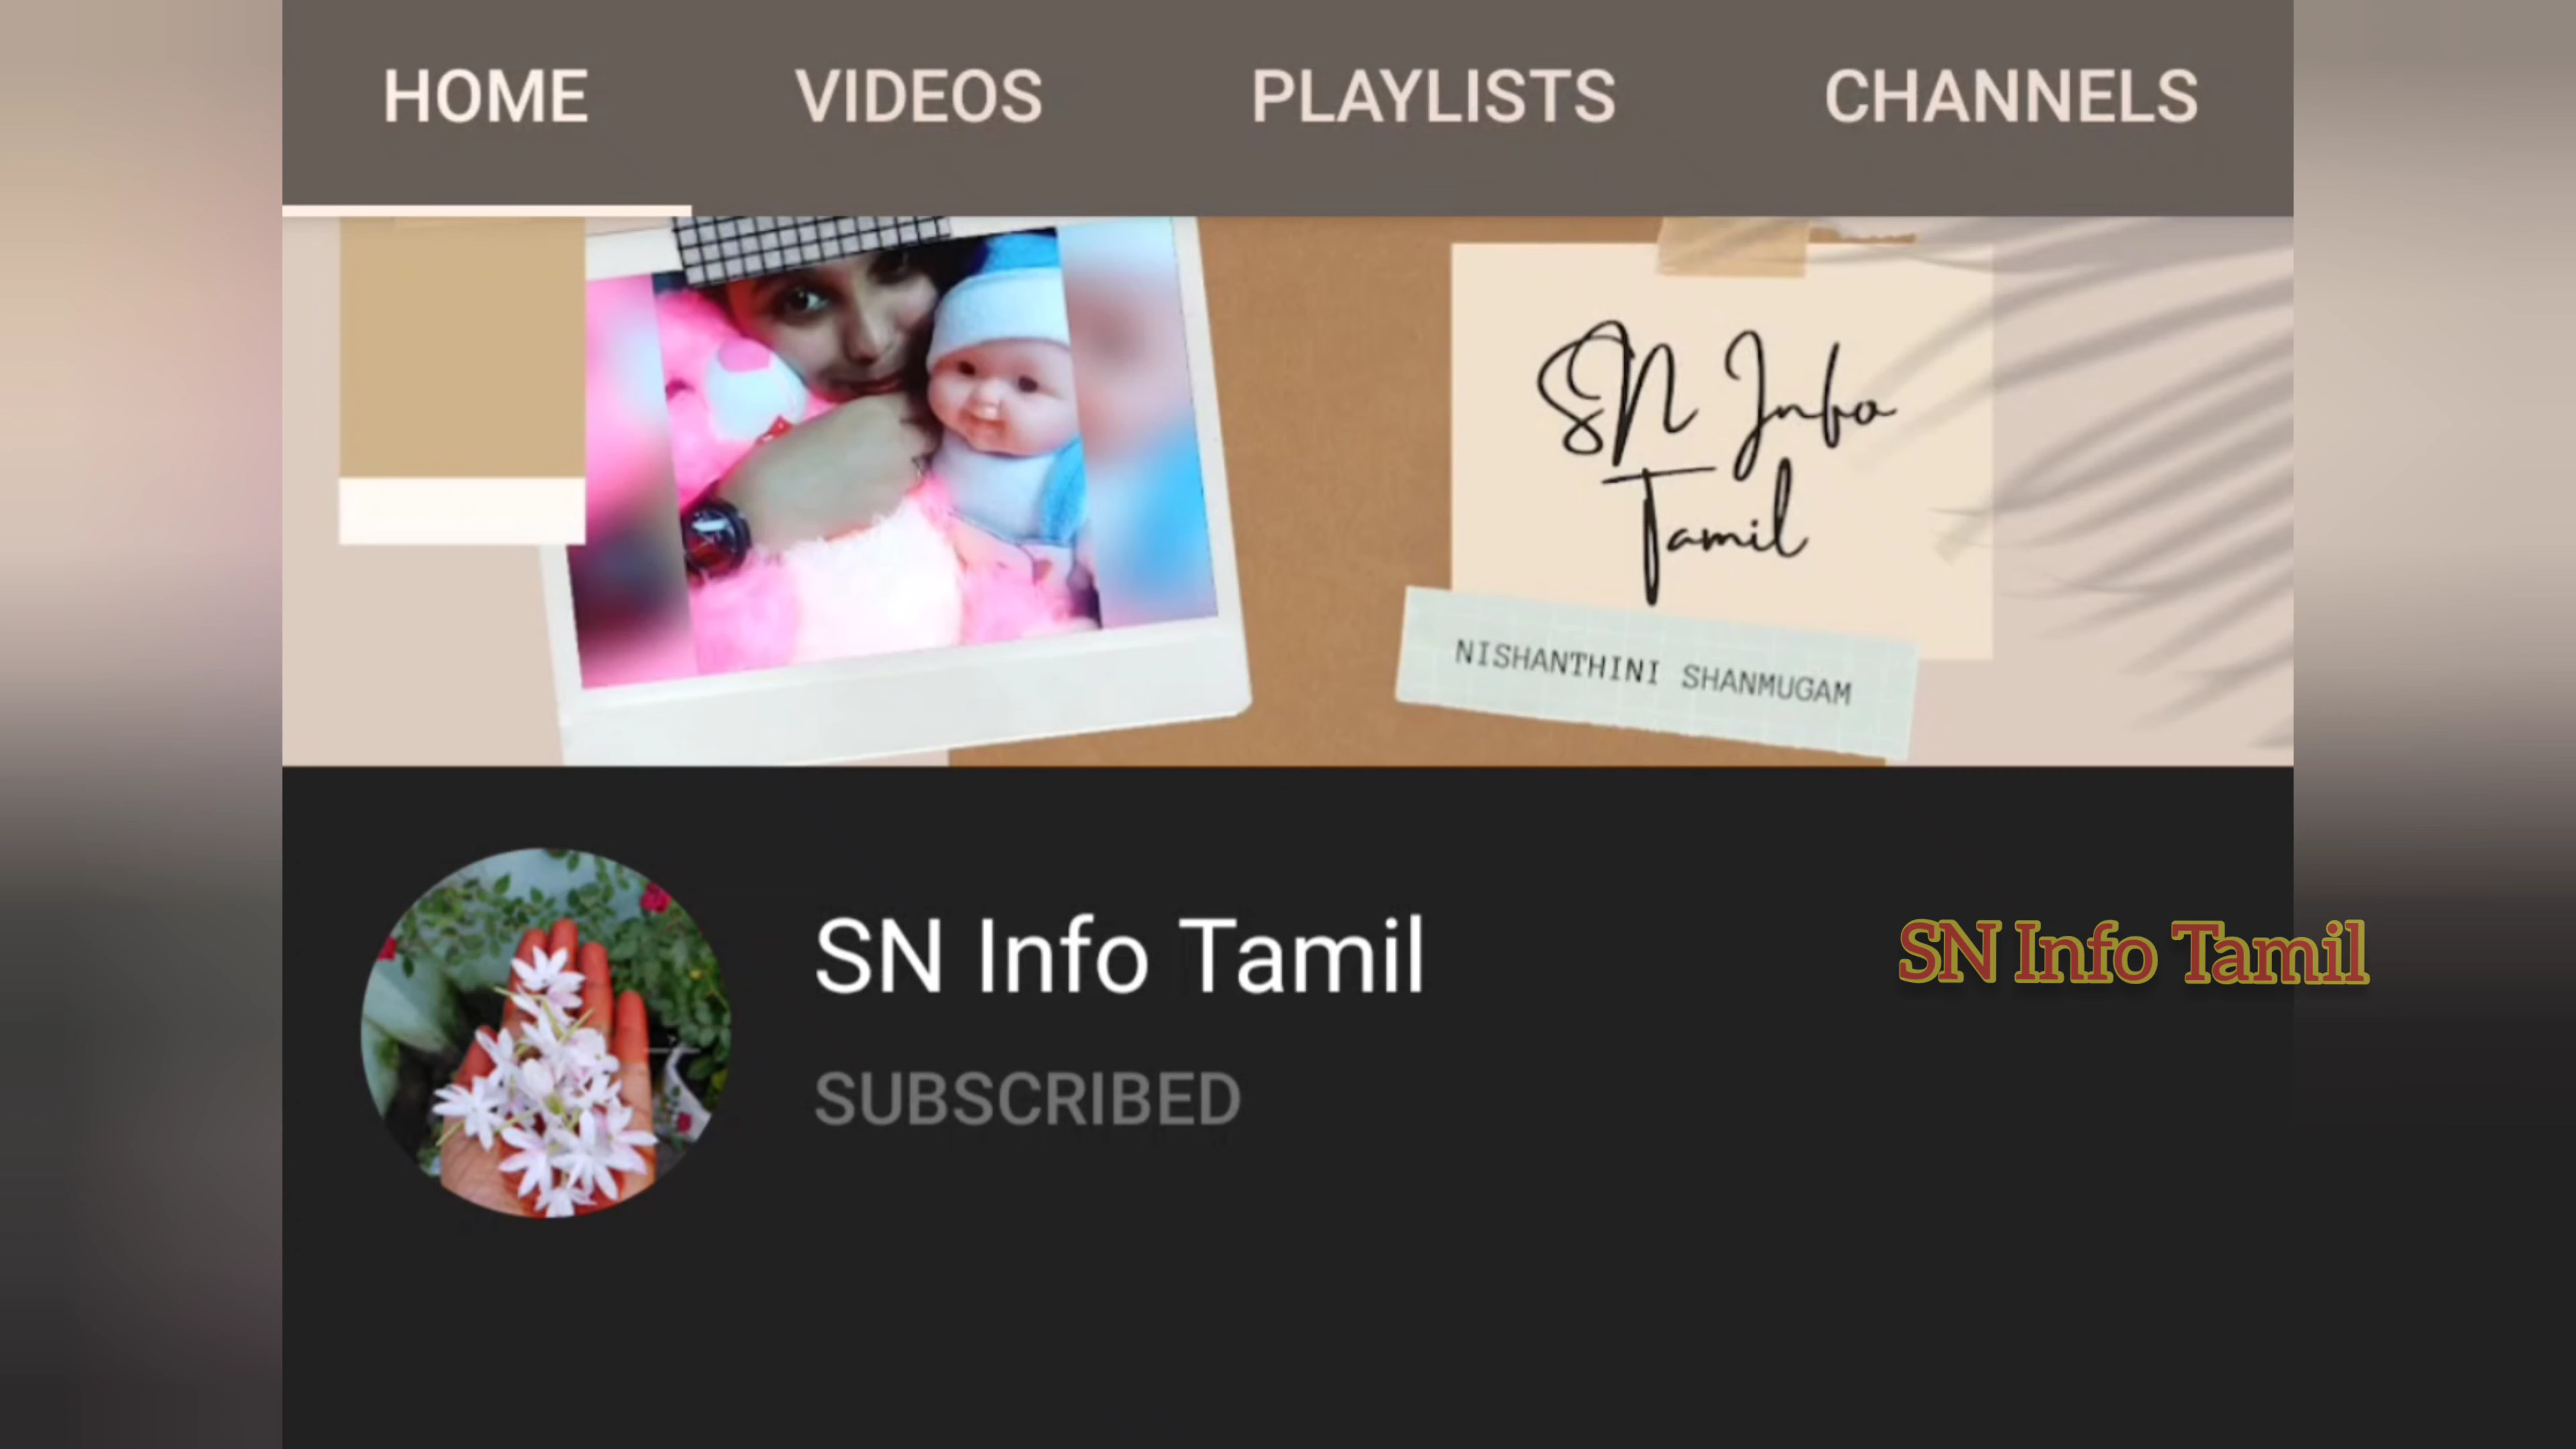 HOME VIDEOS PLAYLISTS CHANNELS
SN Info
Tamil
NISHANTHINI SHANMUGAM
SN Info Tamil
SUBSCRIBED
SN Info Tamil